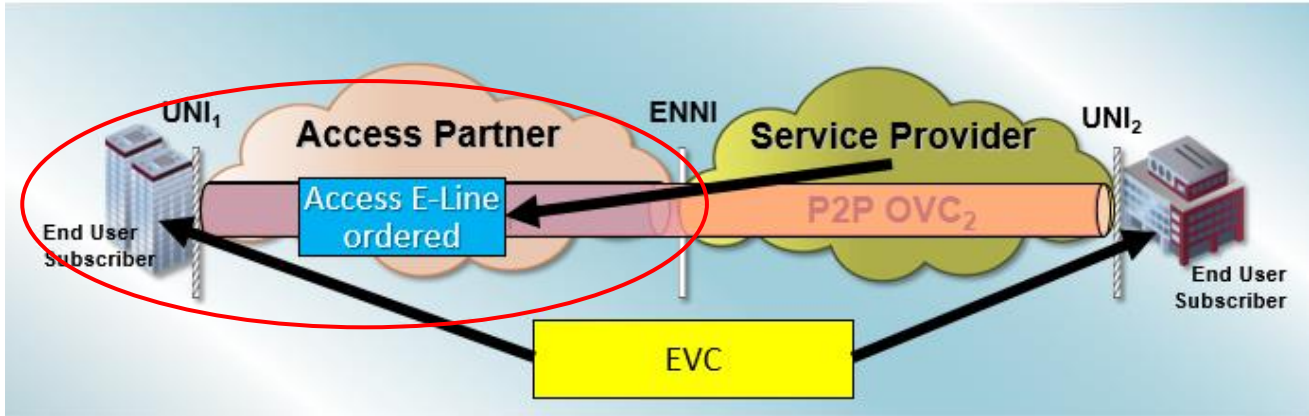 UNI₁
Access Partner
ENNI
Service Provider
UNI₂
Access E-Line
ordered
P2P OVC₂
End User
Subscriber
End User
Subscriber
EVC